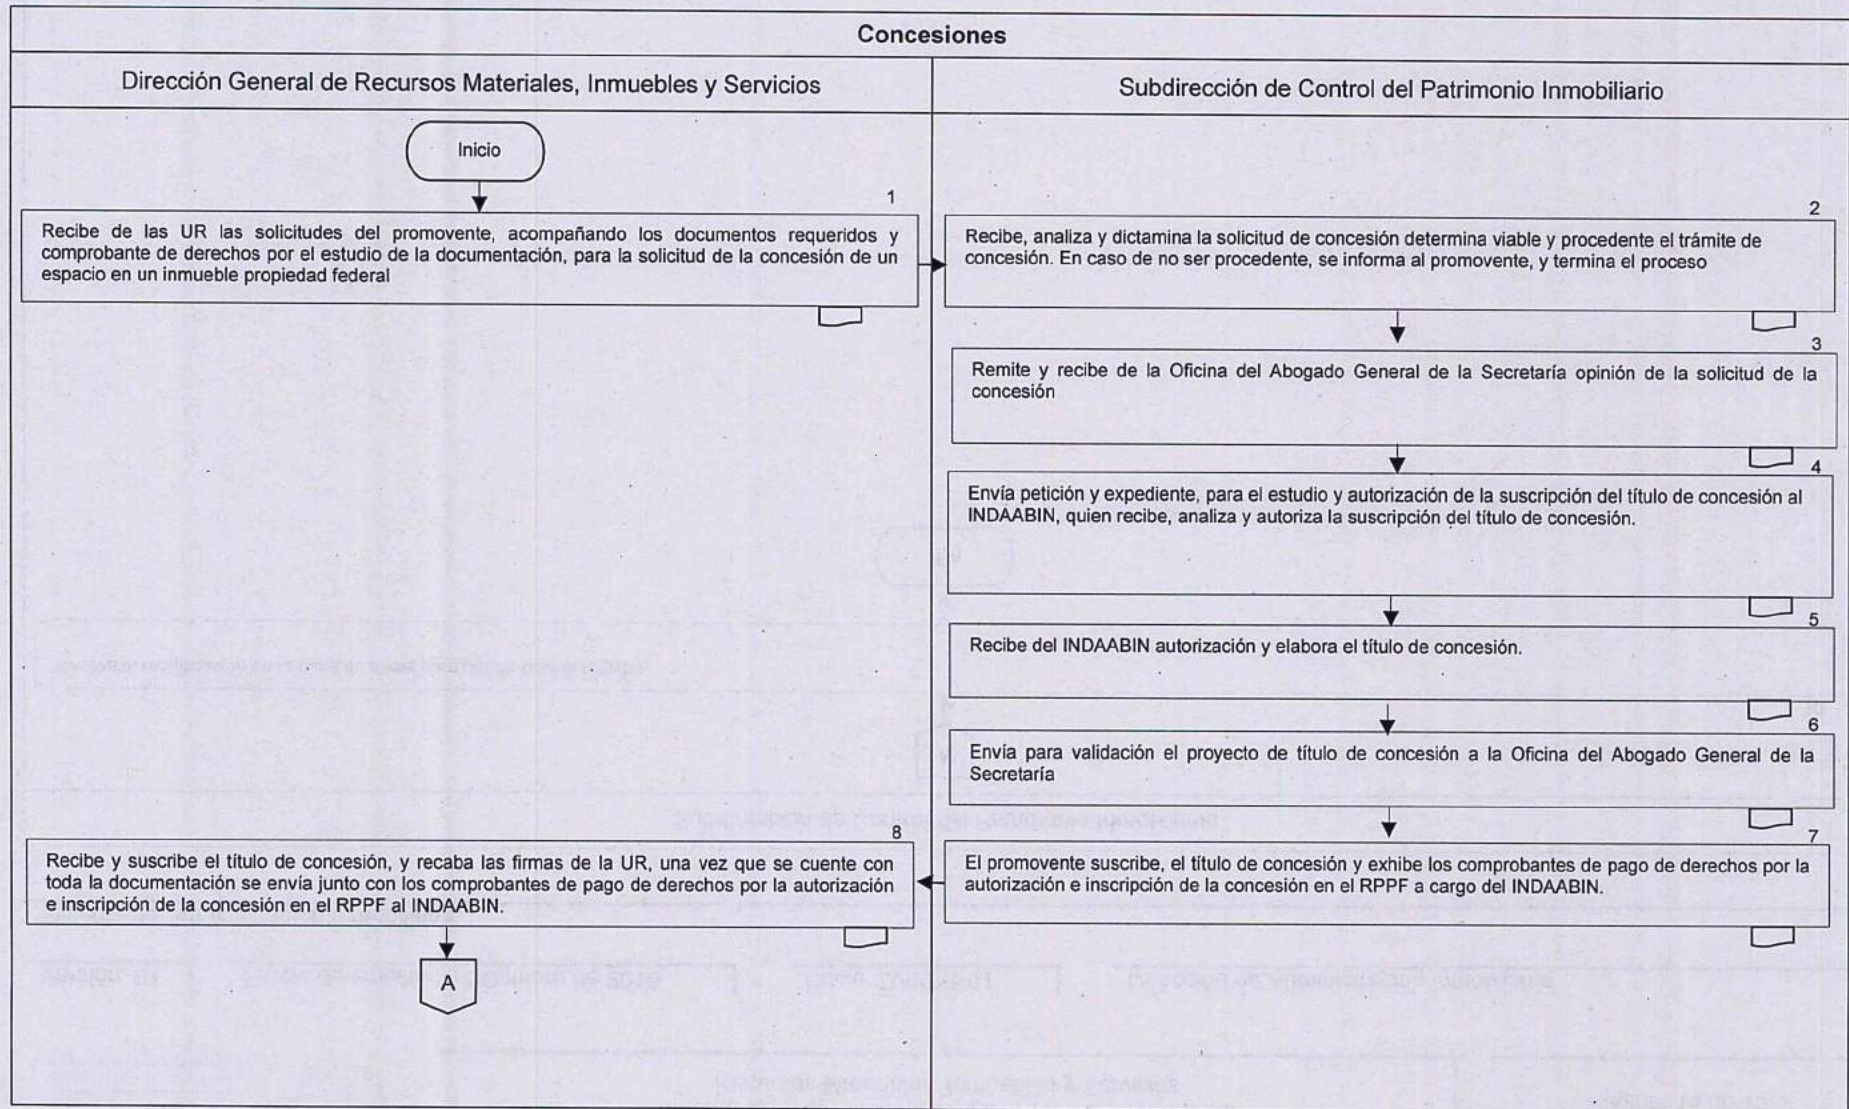 Concesiones
Dirección General de Recursos Materiales, Inmuebles y Servicios
Subdirección de Control del Patrimonio Inmobiliario
Inicio
1
Recibe de las UR las solicitudes del promovente, acompañando los documentos requeridos y
comprobante de derechos por el estudio de la documentación, para la solicitud de la concesión de un
espacio en un inmueble propiedad federal
2
Recibe, analiza y dictamina la solicitud de concesión determina viable y procedente el trámite de
concesión. En caso de no ser procedente, se informa al promovente, y termina el proceso
3
Remite y recibe de la Oficina del Abogado General de la Secretaría opinión de la solicitud de la
concesión
4
Envía petición y expediente, para el estudio y autorización de la suscripción del título de concesión al
INDAABIN, quien recibe, analiza y autoriza la suscripción del título de concesión.
5
Recibe del INDAABIN autorización y elabora el título de concesión.
6
Envía para validación el proyecto de título de concesión a la Oficina del Abogado General de la
Secretaría
7
El promovente suscribe, el título de concesión y exhibe los comprobantes de pago de derechos por la
autorización e inscripción de la concesión en el RPPF a cargo del INDAABIN.
8
Recibe y suscribe el título de concesión, y recaba las firmas de la UR, una vez que se cuente con
toda la documentación se envía junto con los comprobantes de pago de derechos por la autorización
e inscripción de la concesión en el RPPF al INDAABIN.
A